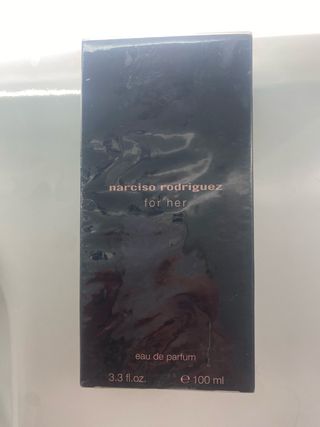 narciso rodriguez
for her
eau de parfum
3.3 fl.oz. ℮ 100 ml